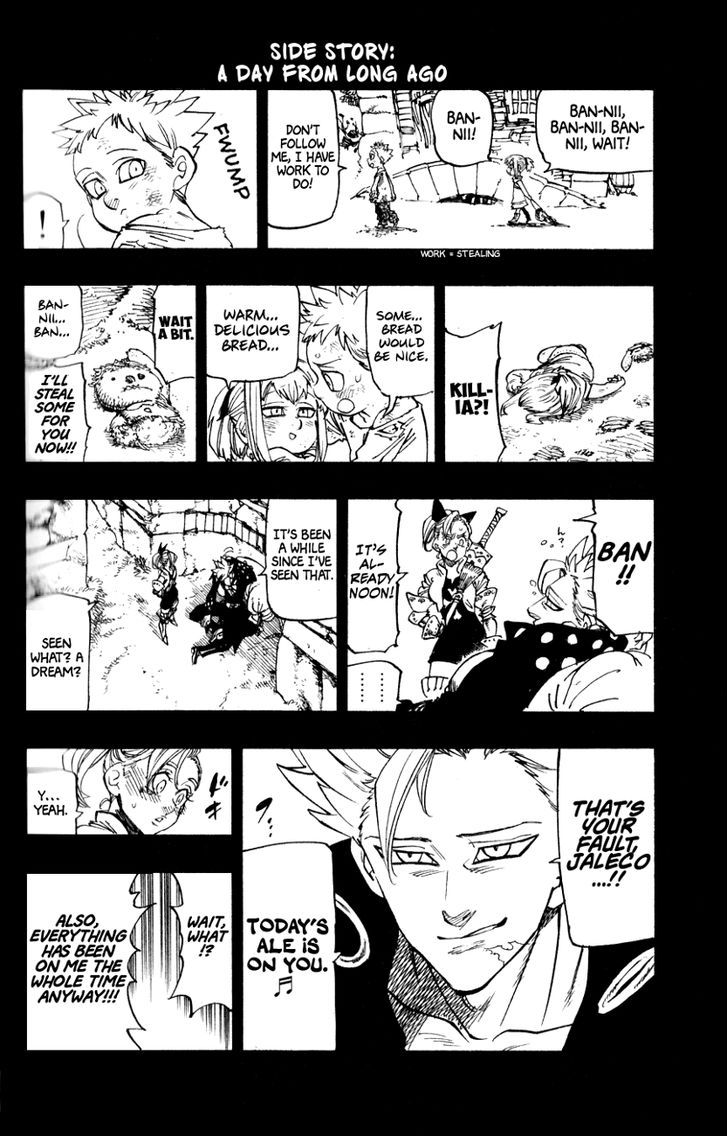 SIDE STORY:
A DAY FROM LONG AGO
BAN-NII,
BAN-NII, BAN-
NII, WAIT!
BAN-
NII!
DON'T
FOLLOW
ME, I HAVE
WORK TO
DO!
WORK = STEALING
FWUMP
!
KILL-
IA?!
SOME...
BREAD
WOULD
BE NICE.
WARM...
DELICIOUS
BREAD...
WAIT
A BIT.
BAN-
NII...
BAN...
I'LL
STEAL
SOME
FOR
YOU
NOW!!
BAN
!!
ん?
IT'S
AL-
READY
NOON!
......
IT'S BEEN
A WHILE
SINCE I'VE
SEEN THAT.
SEEN
WHAT? A
DREAM?
THAT'S
YOUR
FAULT,
JALECO
....!!
TODAY'S
ALE IS
ON YOU.
♫
ドキ
Y...
YEAH.
WAIT,
WHAT
!?
ALSO,
EVERYTHING
HAS BEEN
ON ME THE
WHOLE TIME
ANYWAY!!!